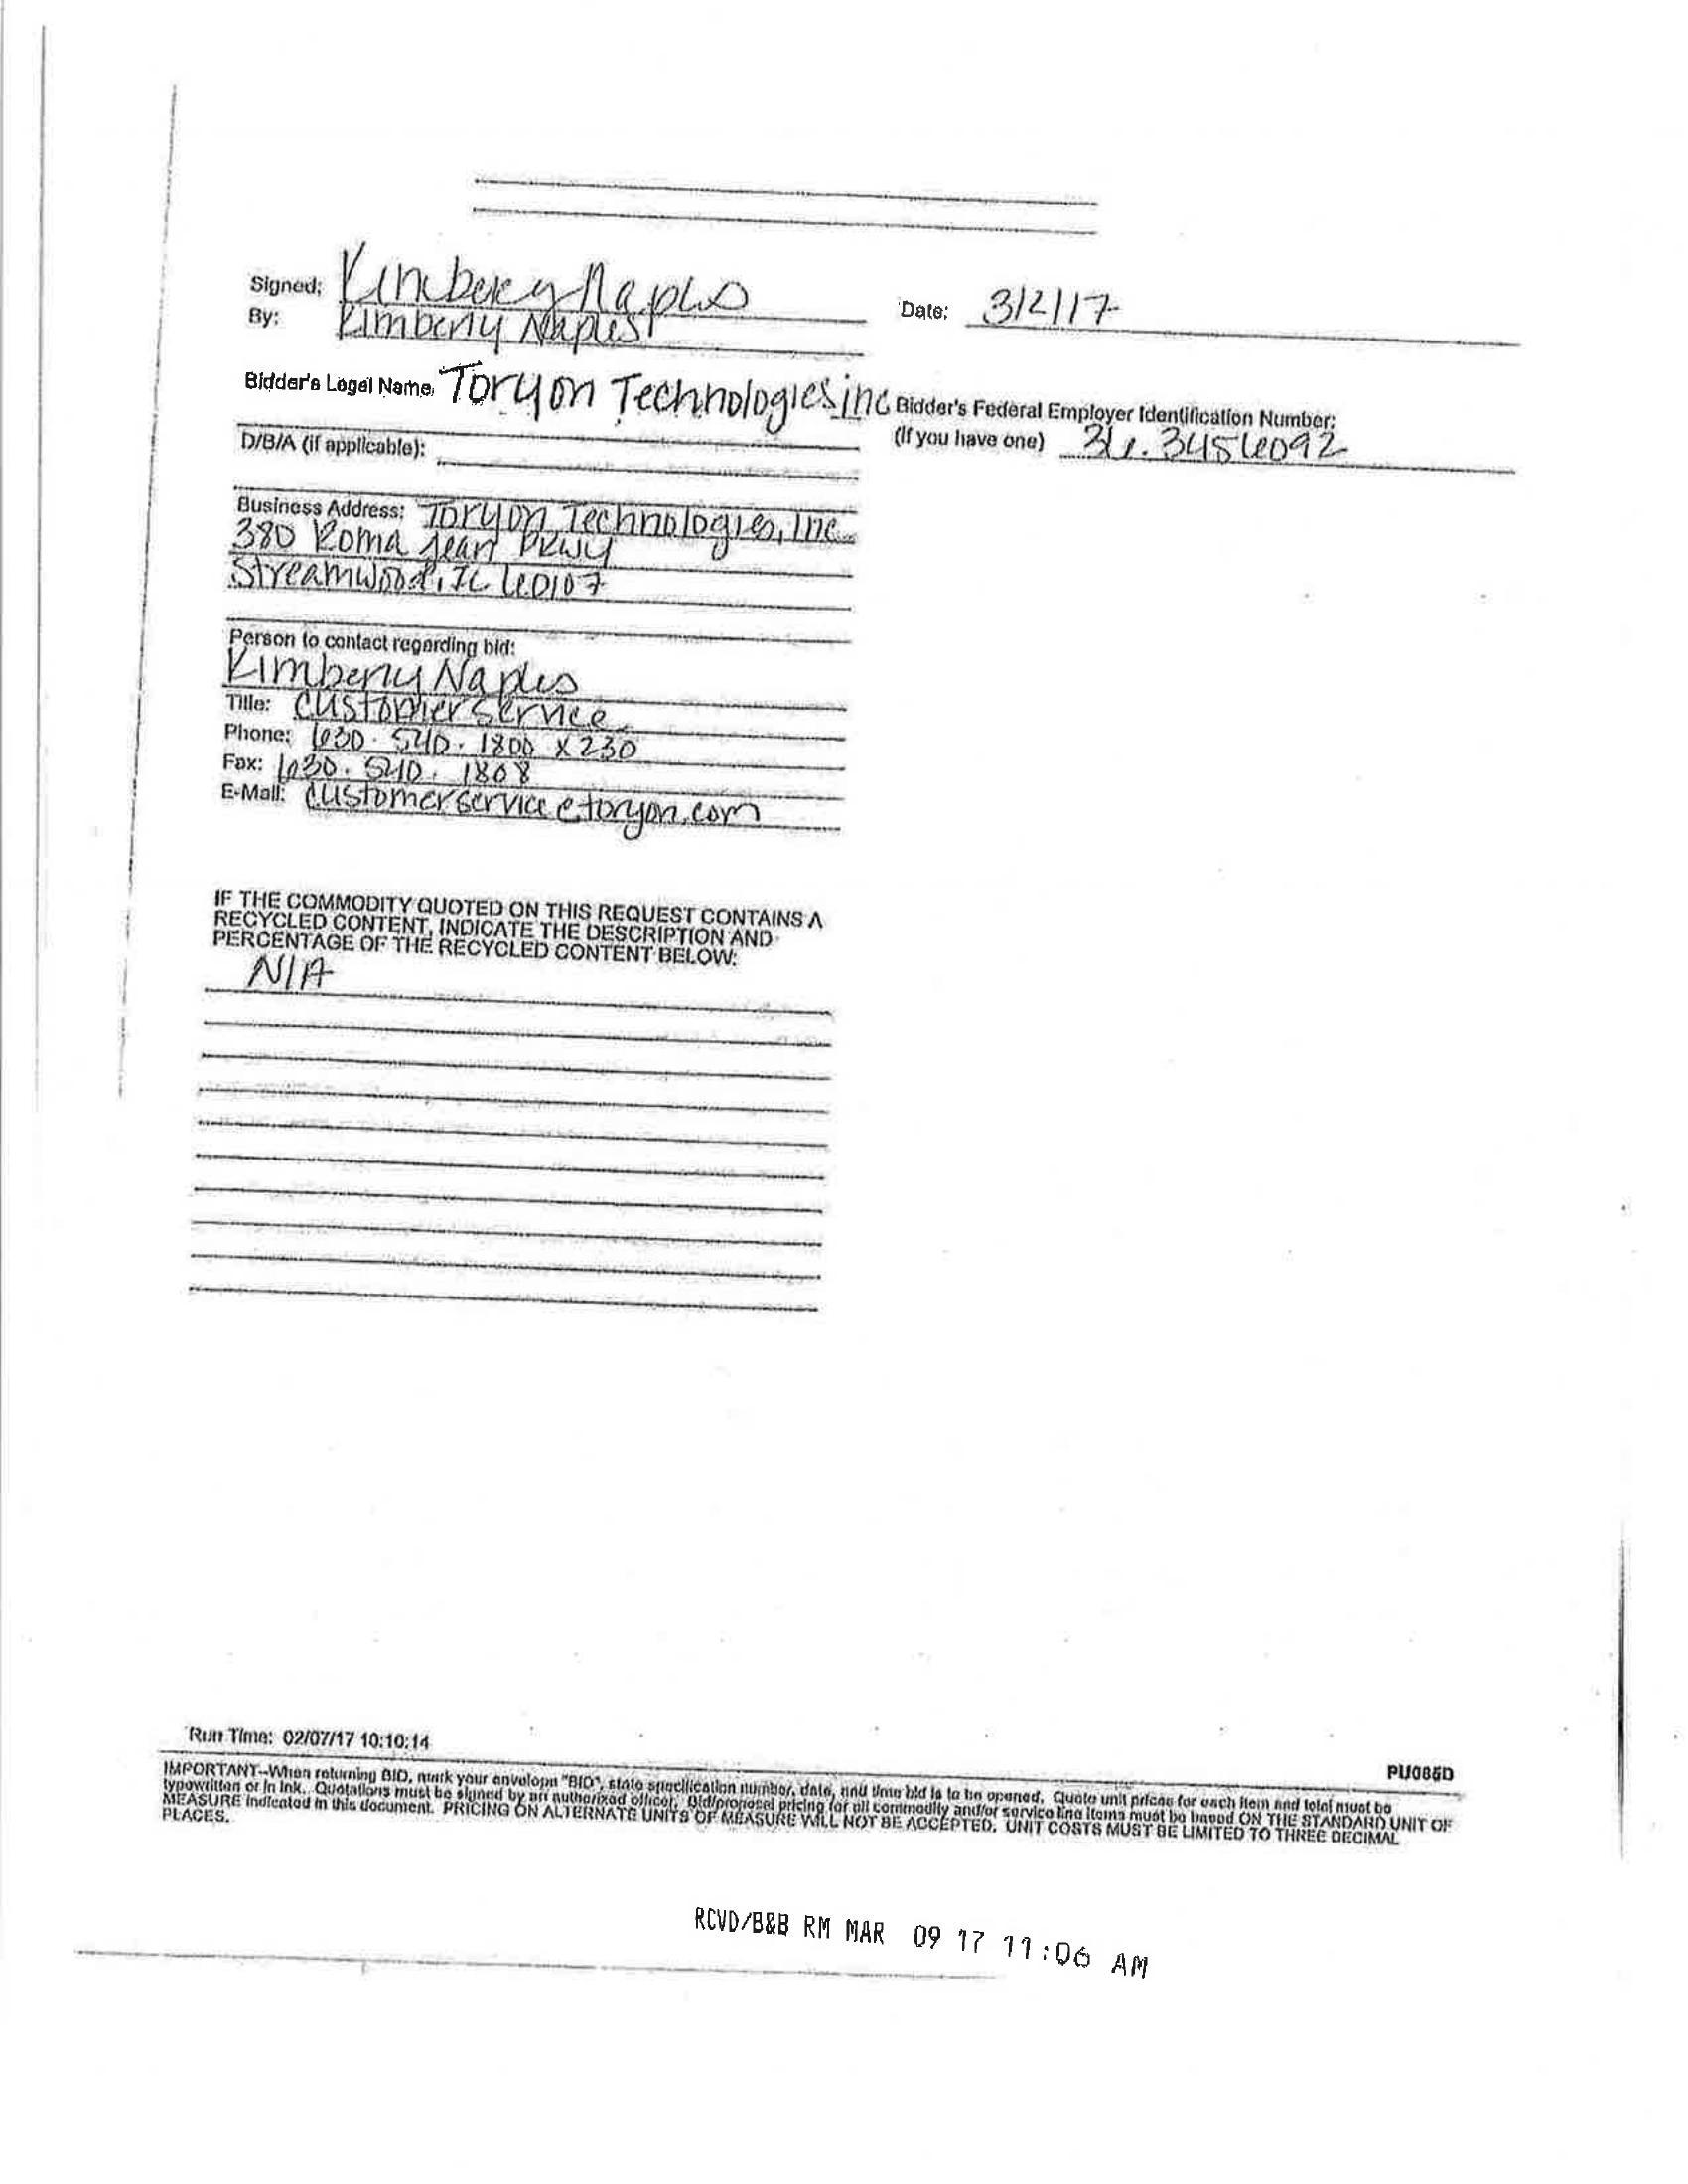 Signed: Kimberly Naples
Date: 3/2/17
By: Kimberly Naples
Bidder's Legal Name: Toryon Technologies inc
Bidder's Federal Employer Identification Number:
(If you have one) 36.3456092
D/B/A (if applicable):
Business Address: Toryon Technologies, Inc.
380 Roma Jean Pkwy
Streamwood, IL 60107
Person to contact regarding bid:
Kimberly Naples
Title: Customer Service
Phone: 630. 540. 1800 x 230
Fax: 630. 540. 1808
E-Mail: customerservice@toryon.com
IF THE COMMODITY QUOTED ON THIS REQUEST CONTAINS A
RECYCLED CONTENT, INDICATE THE DESCRIPTION AND
PERCENTAGE OF THE RECYCLED CONTENT BELOW:
N/A
Run Time: 02/07/17 10:10:14
PU085D
IMPORTANT--When returning BID, mark your envelope "BID", state specification number, date, and time bid is to be opened. Quote unit prices for each item and total must be
typewritten or in ink. Quotations must be signed by an authorized officer. Bid/proposal pricing for all commodity and/or service line items must be based ON THE STANDARD UNIT OF
MEASURE indicated in this document. PRICING ON ALTERNATE UNITS OF MEASURE WILL NOT BE ACCEPTED. UNIT COSTS MUST BE LIMITED TO THREE DECIMAL
PLACES.
RCVD/B&B RM MAR 09 17 11:06 AM